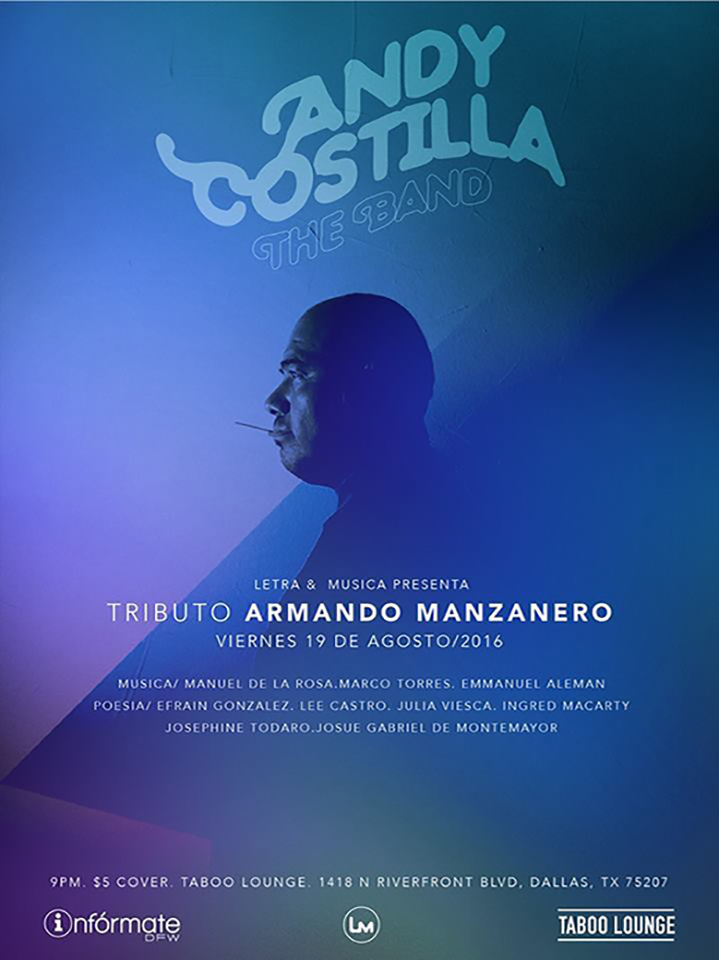 ANDY
COSTILLA
THE BAND
LETRA & MUSICA PRESENTA
TRIBUTO ARMANDO MANZANERO
VIERNES 19 DE AGOSTO/2016
MUSICA/ MANUEL DE LA ROSA.MARCO TORRES. EMMANUEL ALEMAN
POESIA/ EFRAIN GONZALEZ. LEE CASTRO. JULIA VIESCA. INGRED MACARTY
JOSEPHINE TODARO.JOSUE GABRIEL DE MONTEMAYOR
9PM. $5 COVER. TABOO LOUNGE. 1418 N RIVERFRONT BLVD, DALLAS, TX 75207
infórmate
DFW
LM
TABOO LOUNGE